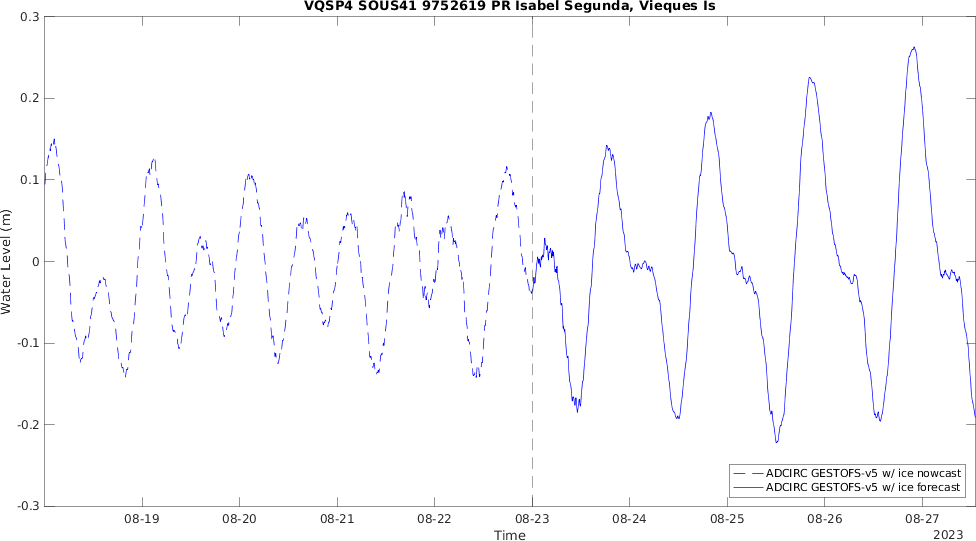 VQSP4 SOUS41 9752619 PR Isabel Segunda, Vieques Is
0.3
0.2
0.1
0
-0.1
-0.2
-0.3
Water Level (m)
ADCIRC GESTOFS-v5 w/ ice nowcast
ADCIRC GESTOFS-v5 w/ ice forecast
08-19 08-20 08-21 08-22 08-23 08-24 08-25 08-26 08-27
Time
2023